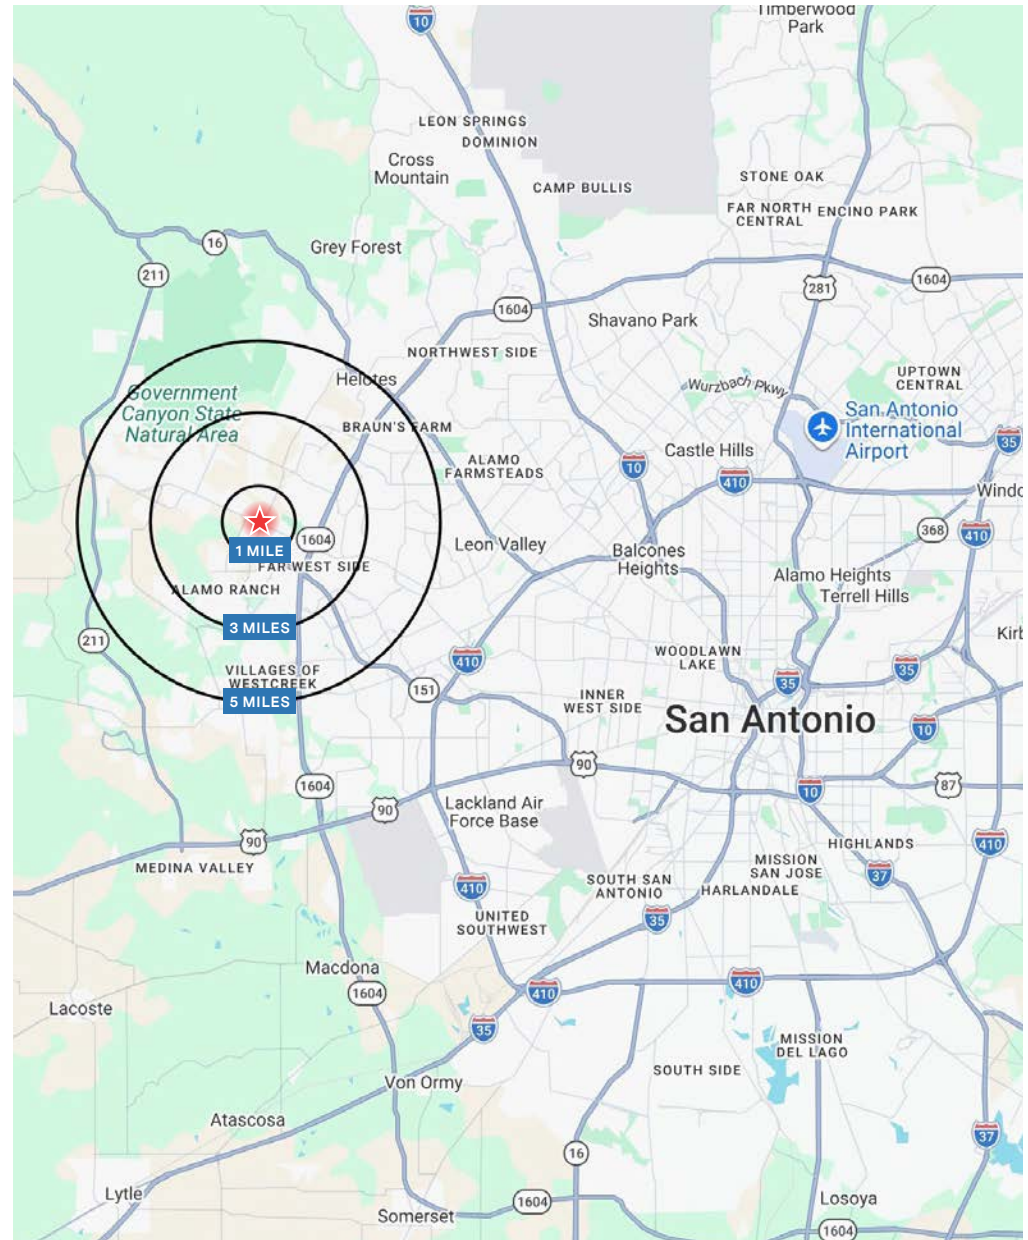 10
Timberwood
Park
LEON SPRINGS
DOMINION
Cross
Mountain
CAMP BULLIS
STONE OAK
FAR NORTH
CENTRAL
ENCINO PARK
16
Grey Forest
211
281
1604
1604
Shavano Park
NORTHWEST SIDE
Helotes
Wurzbach Pkwy
UPTOWN
CENTRAL
Government
Canyon State
Natural Area
BRAUN'S FARM
San Antonio
International
Airport
35
ALAMO
FARMSTEADS
10
Castle Hills
410
Windc
1604
1 MILE
FAR WEST SIDE
Leon Valley
Balcones
Heights
368
410
ALAMO RANCH
Alamo Heights
Terrell Hills
3 MILES
211
Kirb
410
WOODLAWN
LAKE
35
35
VILLAGES OF
WESTCREEK
5 MILES
151
INNER
WEST SIDE
San Antonio
10
90
1604
90
10
87
Lackland Air
Force Base
90
MEDINA VALLEY
HIGHLANDS
410
410
SOUTH SAN
ANTONIO
MISSION
SAN JOSE
37
HARLANDALE
35
UNITED
SOUTHWEST
Macdona
1604
410
410
Lacoste
35
MISSION
DEL LAGO
SOUTH SIDE
Von Ormy
Atascosa
37
16
Lytle
1604
Somerset
Losoya
1604